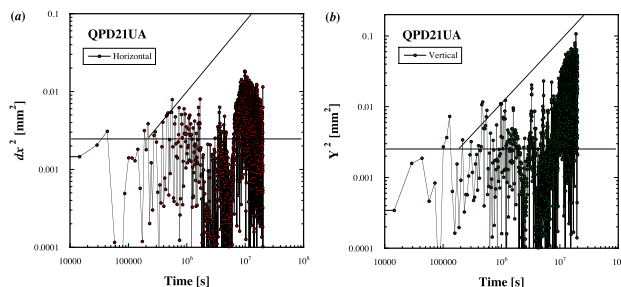 (a)
QPD21UA
Horizontal
dx² [mm²]
0.1
0.01
0.001
0.0001
10000
100000
10⁶
10⁷
10⁸
Time [s]
(b)
QPD21UA
Vertical
Y² [mm²]
0.1
0.01
0.001
0.0001
10000
100000
10⁶
10⁷
10
Time [s]